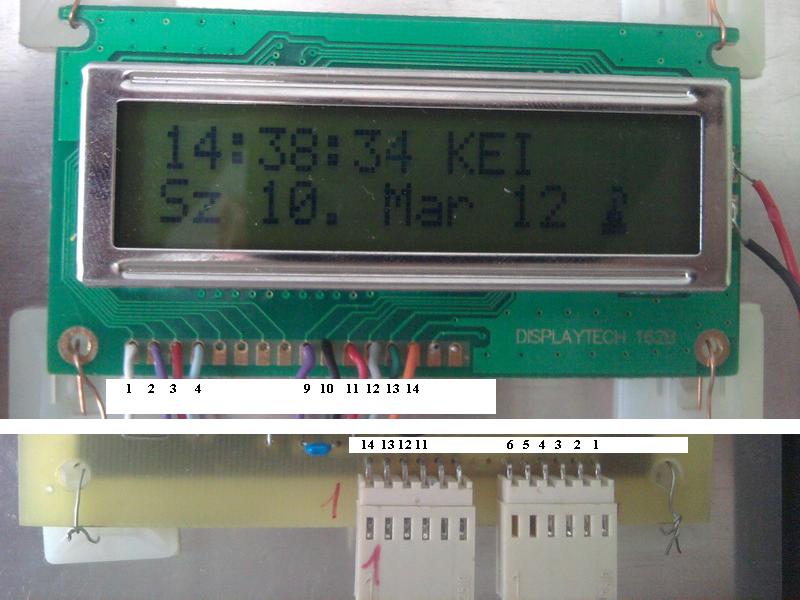 14:38:34 KEI
Sz 10. Mar 12
DISPLAYTECH 162B
1 2 3 4 9 10 11 12 13 14
14 13 12 11 6 5 4 3 2 1
1
1